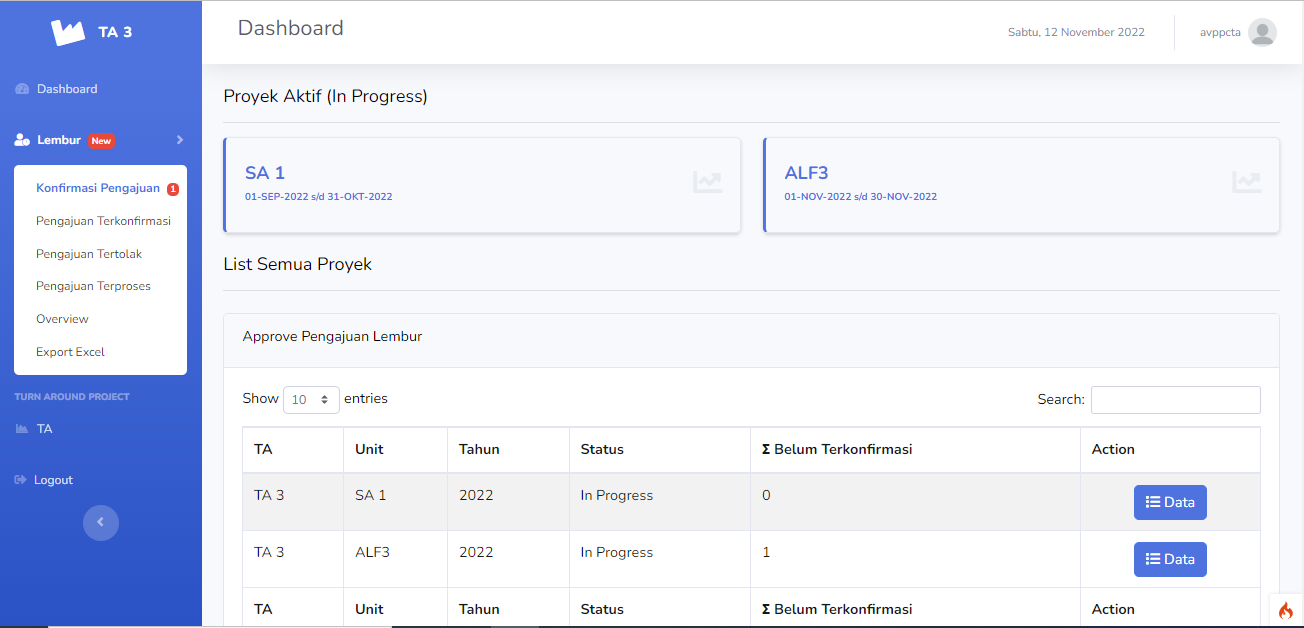 TA 3
Dashboard
Sabtu, 12 November 2022
avppcta
Dashboard
Lembur New
Konfirmasi Pengajuan 1
Pengajuan Terkonfirmasi
Pengajuan Tertolak
Pengajuan Terproses
Overview
Export Excel
TURN AROUND PROJECT
TA
Logout
Proyek Aktif (In Progress)
SA 1
01-SEP-2022 s/d 31-OKT-2022
ALF3
01-NOV-2022 s/d 30-NOV-2022
List Semua Proyek
Approve Pengajuan Lembur
Show 10 entries
Search:
TA Unit Tahun Status Σ Belum Terkonfirmasi Action
TA 3 SA 1 2022 In Progress 0 Data
TA 3 ALF3 2022 In Progress 1 Data
TA Unit Tahun Status Σ Belum Terkonfirmasi Action